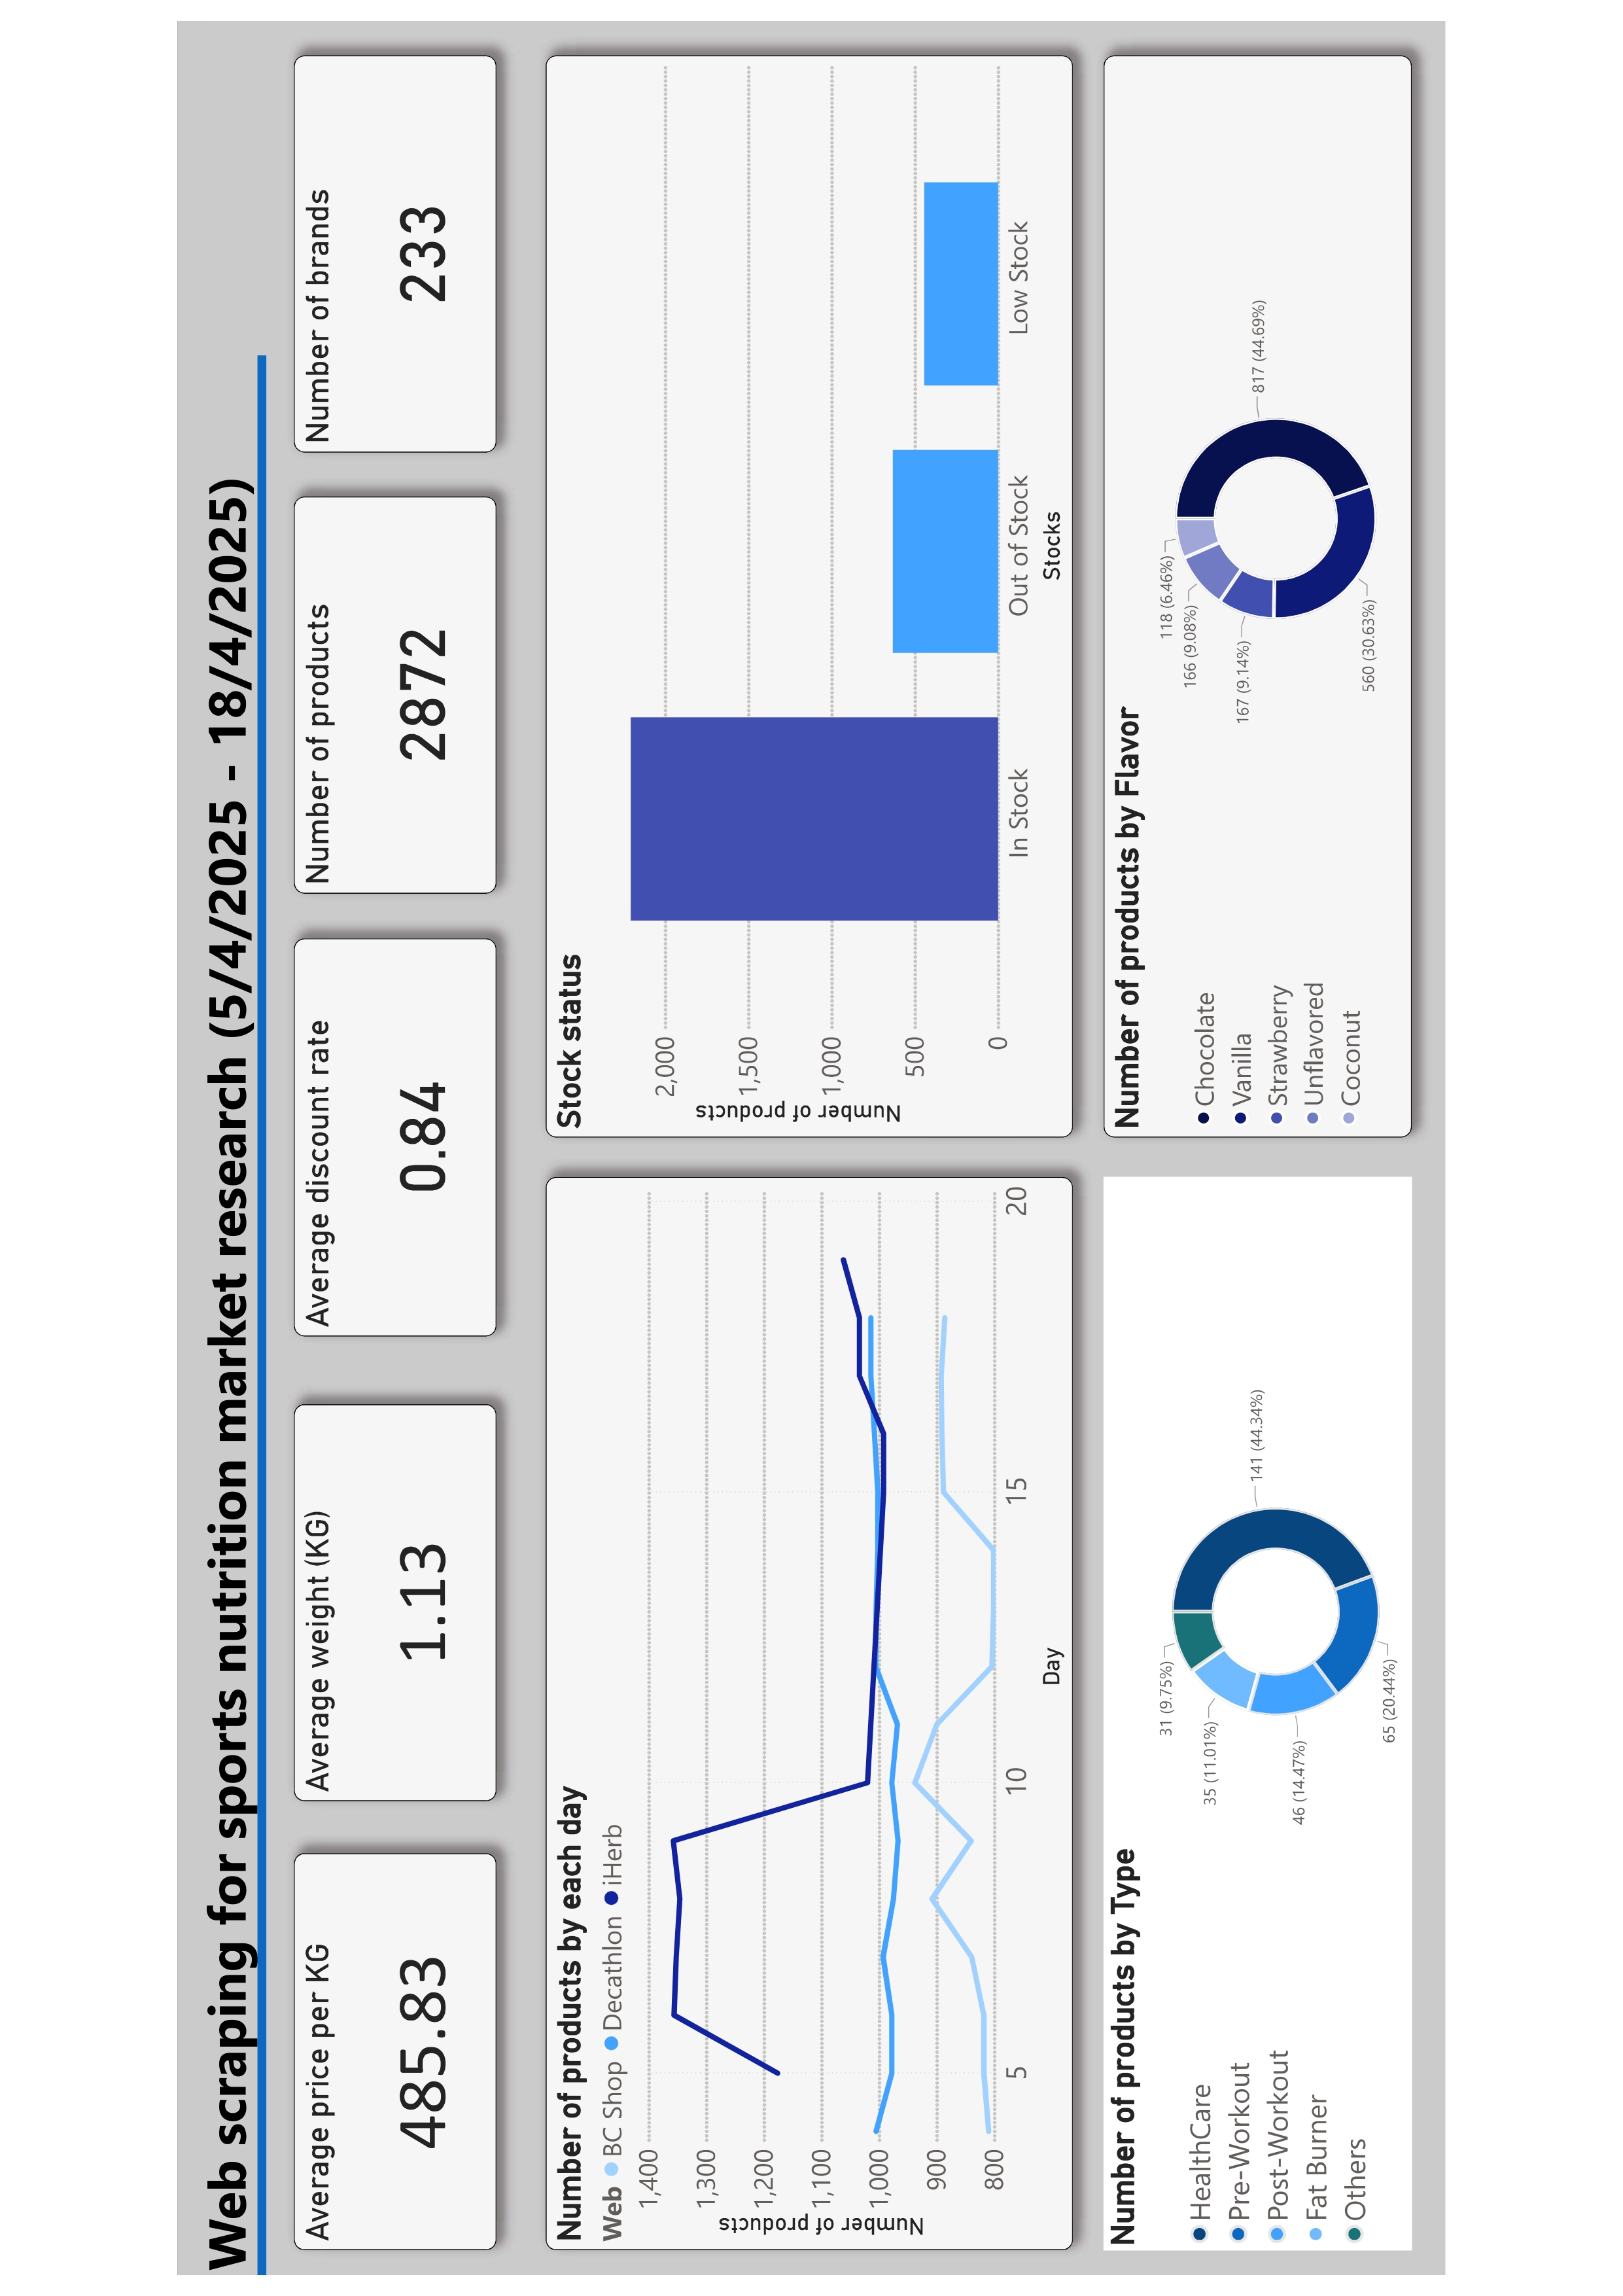 Web scraping for sports nutrition market research (5/4/2025 - 18/4/2025)
Average price per KG
485.83
Average weight (KG)
1.13
Average discount rate
0.84
Number of products
2872
Number of brands
233
Number of products by each day
Web BC Shop Decathlon iHerb
1,400
1,300
1,200
1,100
1,000
900
800
Number of products
5 10 15 20
Day
Stock status
2,000
1,500
1,000
500
0
Number of products
In Stock Out of Stock Low Stock
Stocks
Number of products by Type
HealthCare
Pre-Workout
Post-Workout
Fat Burner
Others
31 (9.75%)
35 (11.01%)
141 (44.34%)
46 (14.47%)
65 (20.44%)
Number of products by Flavor
Chocolate
Vanilla
Strawberry
Unflavored
Coconut
118 (6.46%)
166 (9.08%)
167 (9.14%)
817 (44.69%)
560 (30.63%)